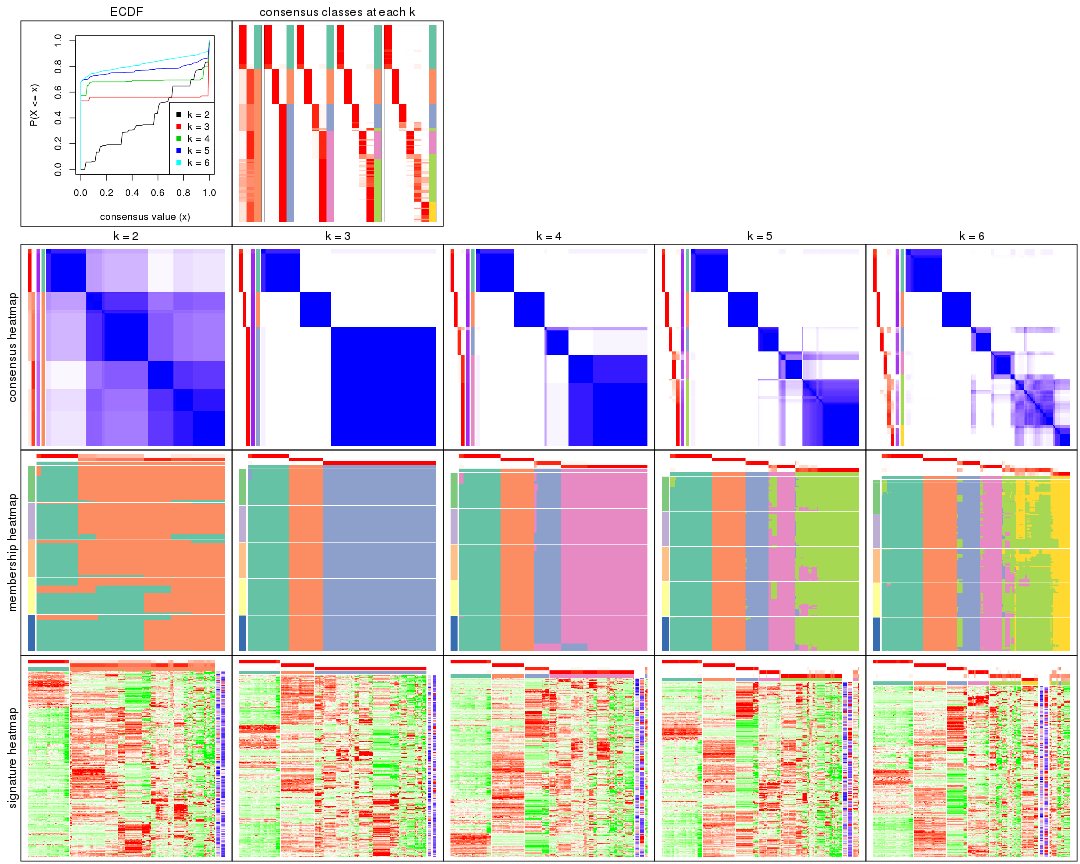 ECDF
consensus classes at each k
P(X <= x)
0.0 0.2 0.4 0.6 0.8 1.0
k = 2
k = 3
k = 4
k = 5
k = 6
0.0 0.2 0.4 0.6 0.8 1.0
consensus value (x)
k = 2
k = 3
k = 4
k = 5
k = 6
consensus heatmap
membership heatmap
signature heatmap